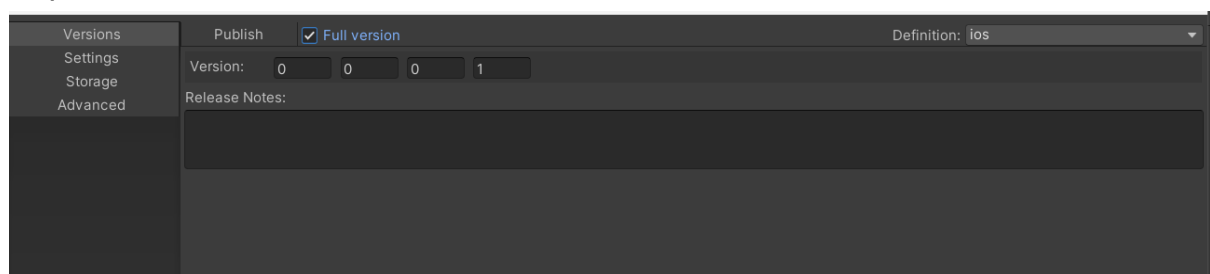 Versions
Settings
Storage
Advanced
Publish Full version Definition: ios
Version: 0 0 0 1
Release Notes: